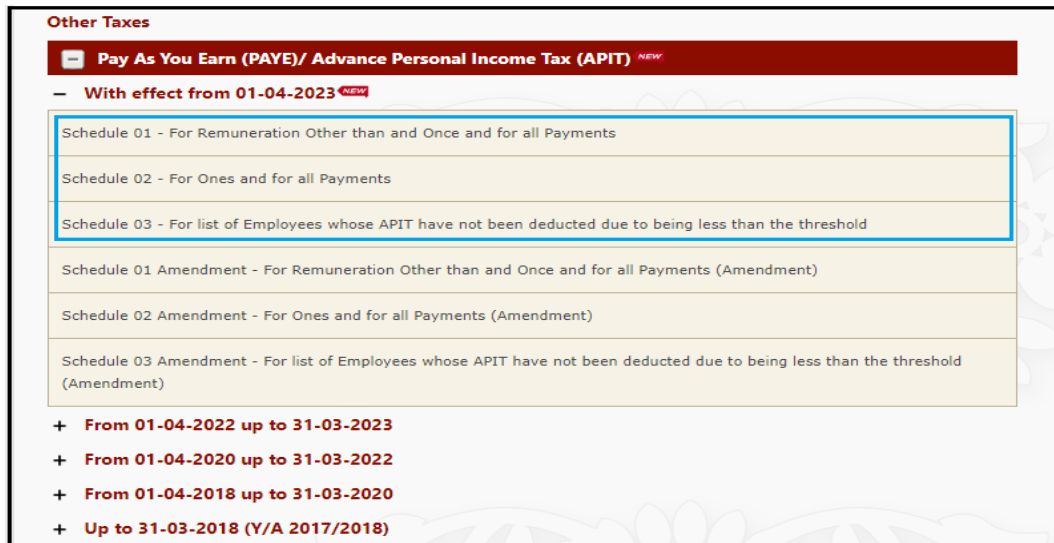 Other Taxes
Pay As You Earn (PAYE)/ Advance Personal Income Tax (APIT) NEW
− With effect from 01-04-2023 NEW
Schedule 01 - For Remuneration Other than and Once and for all Payments
Schedule 02 - For Ones and for all Payments
Schedule 03 - For list of Employees whose APIT have not been deducted due to being less than the threshold
Schedule 01 Amendment - For Remuneration Other than and Once and for all Payments (Amendment)
Schedule 02 Amendment - For Ones and for all Payments (Amendment)
Schedule 03 Amendment - For list of Employees whose APIT have not been deducted due to being less than the threshold
(Amendment)
+ From 01-04-2022 up to 31-03-2023
+ From 01-04-2020 up to 31-03-2022
+ From 01-04-2018 up to 31-03-2020
+ Up to 31-03-2018 (Y/A 2017/2018)